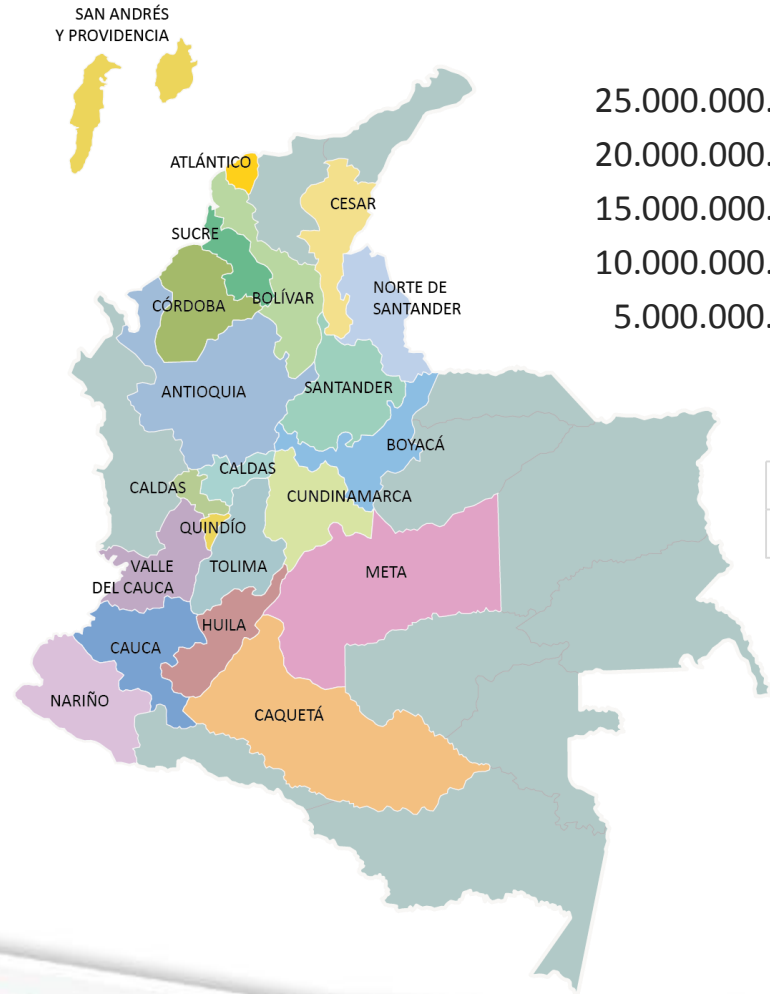 SAN ANDRÉS
Y PROVIDENCIA
25.000.000.
20.000.000.
15.000.000.
10.000.000.
5.000.000.
ATLÁNTICO
CESAR
SUCRE
CÓRDOBA
BOLÍVAR
NORTE DE
SANTANDER
ANTIOQUIA
SANTANDER
BOYACÁ
CALDAS
CALDAS
CUNDINAMARCA
QUINDÍO
VALLE
DEL CAUCA
TOLIMA
META
HUILA
CAUCA
NARIÑO
CAQUETÁ